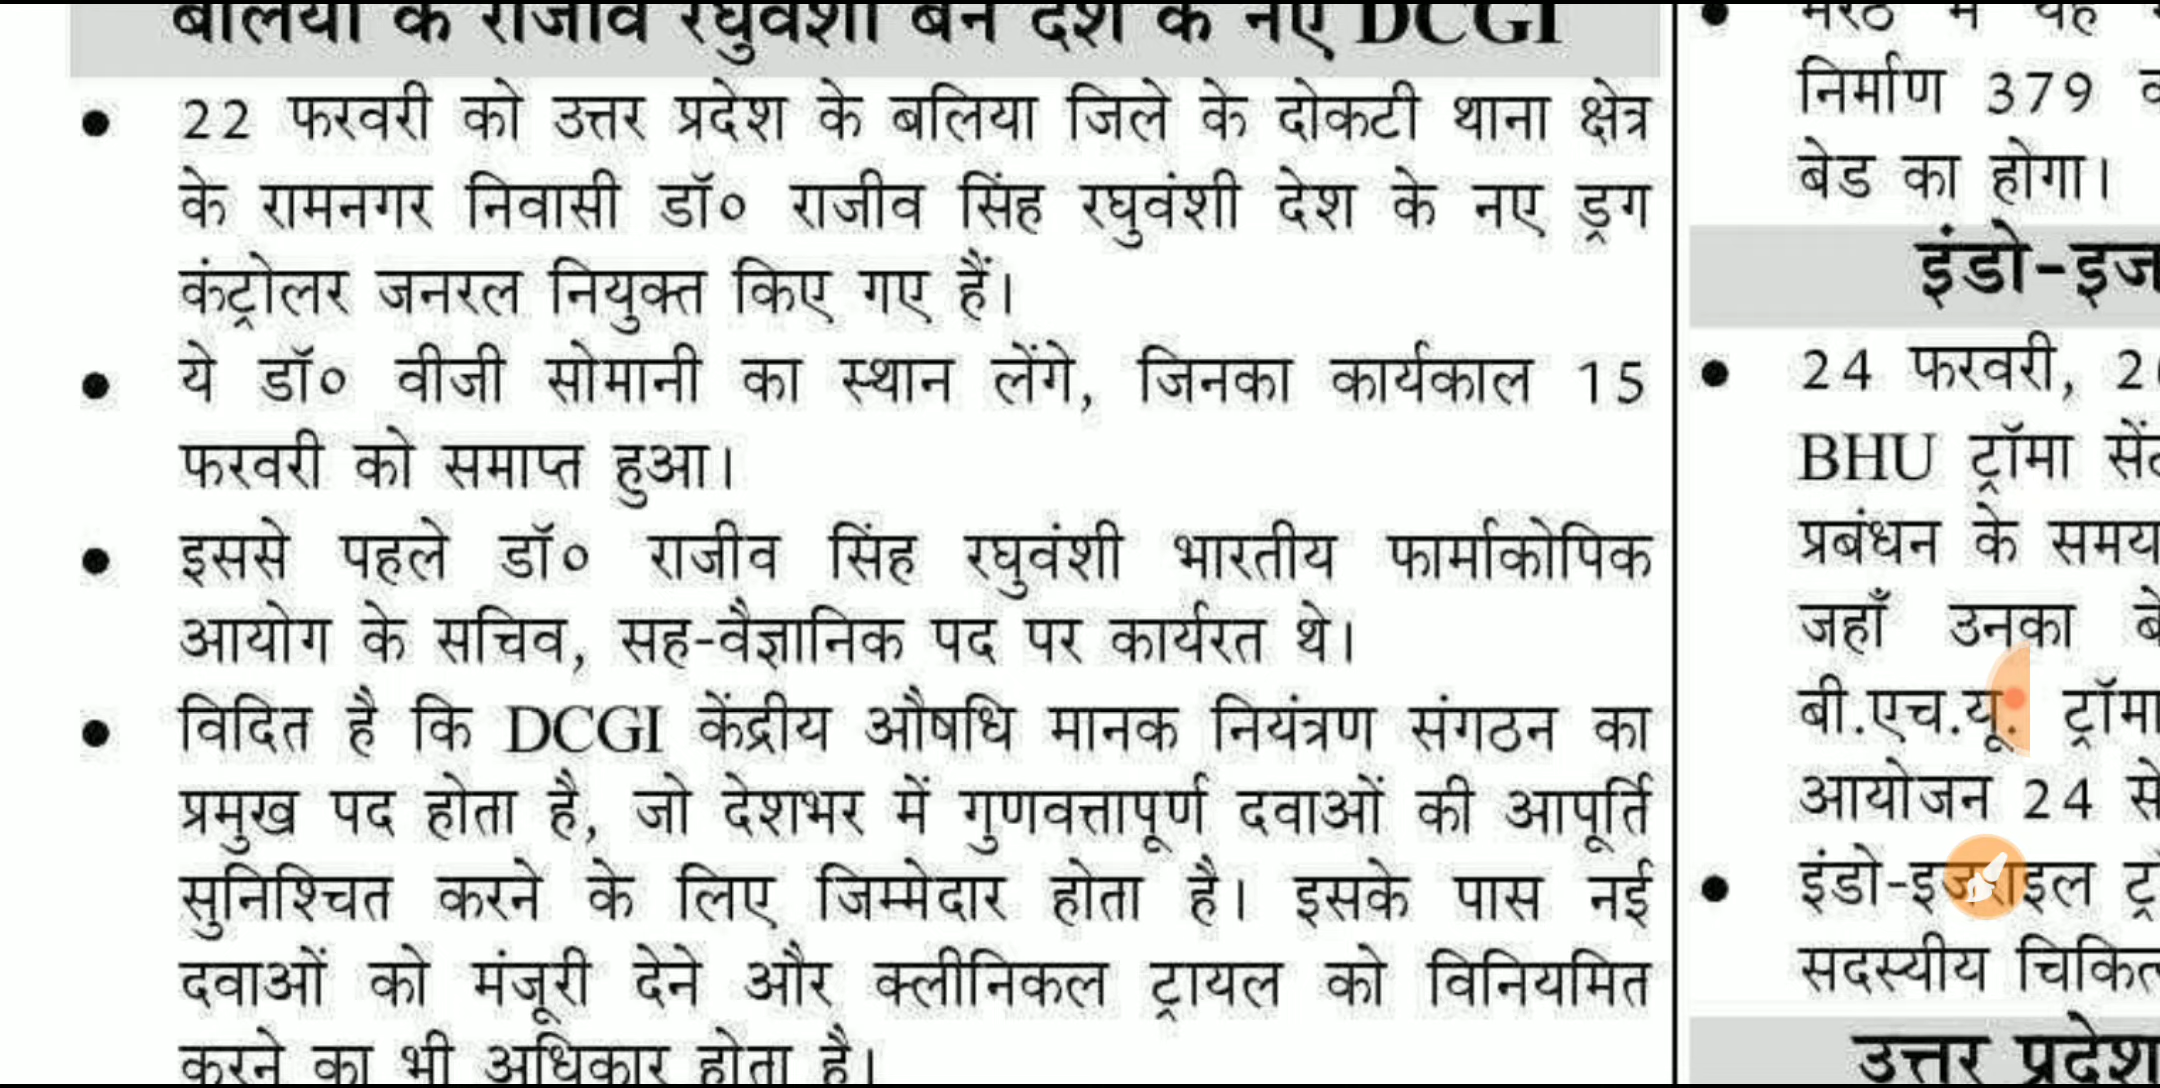 बलिया के राजीव रघुवंशी बने देश के नए DCGI
• 22 फरवरी को उत्तर प्रदेश के बलिया जिले के दोकटी थाना क्षेत्र
के रामनगर निवासी डॉ० राजीव सिंह रघुवंशी देश के नए ड्रग
कंट्रोलर जनरल नियुक्त किए गए हैं।
• ये डॉ० वीजी सोमानी का स्थान लेंगे, जिनका कार्यकाल 15
फरवरी को समाप्त हुआ।
• इससे पहले डॉ० राजीव सिंह रघुवंशी भारतीय फार्माकोपिक
आयोग के सचिव, सह-वैज्ञानिक पद पर कार्यरत थे।
• विदित है कि DCGI केंद्रीय औषधि मानक नियंत्रण संगठन का
प्रमुख पद होता है, जो देशभर में गुणवत्तापूर्ण दवाओं की आपूर्ति
सुनिश्चित करने के लिए जिम्मेदार होता है। इसके पास नई
दवाओं को मंजूरी देने और क्लीनिकल ट्रायल को विनियमित
करने का भी अधिकार होता है।
• मेरठ में यह
निर्माण 379
बेड का होगा।
इंडो-इज
• 24 फरवरी, 2
BHU ट्रॉमा
प्रबंधन के समय
जहाँ उनका
बी.एच.यू. ट्रॉमा
आयोजन 24 से
• इंडो-इजराइल
सदस्यीय
उत्तर प्रदेश